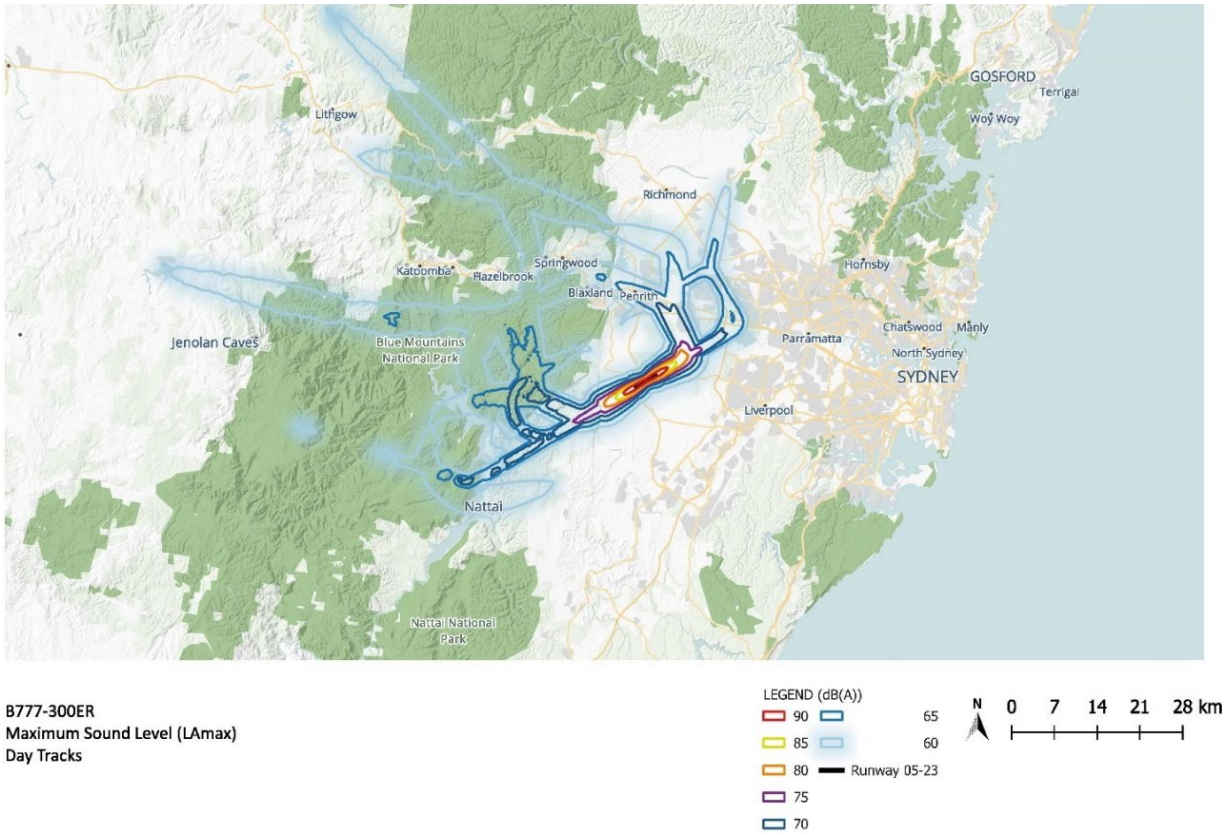 GOSFORD
Terrigal
Woy Woy
Lithgow
Richmond
Hornsby
Springwood
Katoomba
Hazelbrook
Blaxland
Penrith
Chatswood
Manly
Parramatta
Jenolan Caves
Blue Mountains
National Park
North Sydney
SYDNEY
Liverpool
Nattai
Nattai National
Park
B777-300ER
Maximum Sound Level (LAmax)
Day Tracks
LEGEND (dB(A))
90 65
85 60
80 Runway 05-23
75
70
N 0 7 14 21 28 km